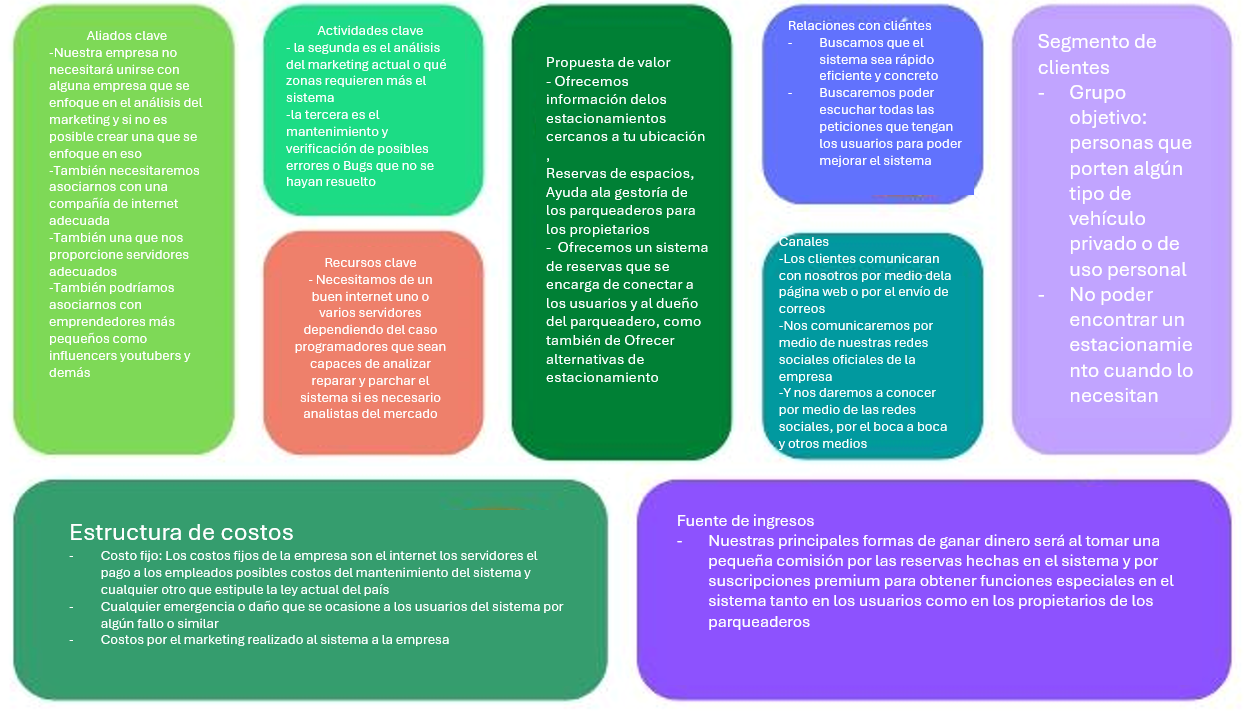 Aliados clave
-Nuestra empresa no
necesitará unirse con
alguna empresa que se
enfoque en el análisis del
marketing y si no es
posible crear una que se
enfoque en eso
-También necesitaremos
asociarnos con una
compañía de internet
adecuada
-También una que nos
proporcione servidores
adecuados
-También podríamos
asociarnos con
emprendedores más
pequeños como
influencers youtubers y
demás
Actividades clave
- la segunda es el análisis
del marketing actual o qué
zonas requieren más el
sistema
-la tercera es el
mantenimiento y
verificación de posibles
errores o Bugs que no se
hayan resuelto
Recursos clave
- Necesitamos de un
buen internet uno o
varios servidores
dependiendo del caso
programadores que sean
capaces de analizar
reparar y parchar el
sistema si es necesario
analistas del mercado
Propuesta de valor
- Ofrecemos
información delos
estacionamientos
cercanos a tu ubicación
,
Reservas de espacios,
Ayuda ala gestoría de
los parqueaderos para
los propietarios
- Ofrecemos un sistema
de reservas que se
encarga de conectar a
los usuarios y al dueño
del parqueadero, como
también de Ofrecer
alternativas de
estacionamiento
Relaciones con clientes
- Buscamos que el
sistema sea rápido
eficiente y concreto
- Buscaremos poder
escuchar todas las
peticiones que tengan
los usuarios para poder
mejorar el sistema
Canales
-Los clientes comunicaran
con nosotros por medio dela
página web o por el envío de
correos
-Nos comunicaremos por
medio de nuestras redes
sociales oficiales de la
empresa
-Y nos daremos a conocer
por medio de las redes
sociales, por el boca a boca
y otros medios
Segmento de
clientes
- Grupo
objetivo:
personas que
porten algún
tipo de
vehículo
privado o de
uso personal
- No poder
encontrar un
estacionamie
nto cuando lo
necesitan
Estructura de costos
- Costo fijo: Los costos fijos de la empresa son el internet los servidores el
pago a los empleados posibles costos del mantenimiento del sistema y
cualquier otro que estipule la ley actual del país
- Cualquier emergencia o daño que se ocasione a los usuarios del sistema por
algún fallo o similar
- Costos por el marketing realizado al sistema a la empresa
Fuente de ingresos
- Nuestras principales formas de ganar dinero será al tomar una
pequeña comisión por las reservas hechas en el sistema y por
suscripciones premium para obtener funciones especiales en el
sistema tanto en los usuarios como en los propietarios de los
parqueaderos